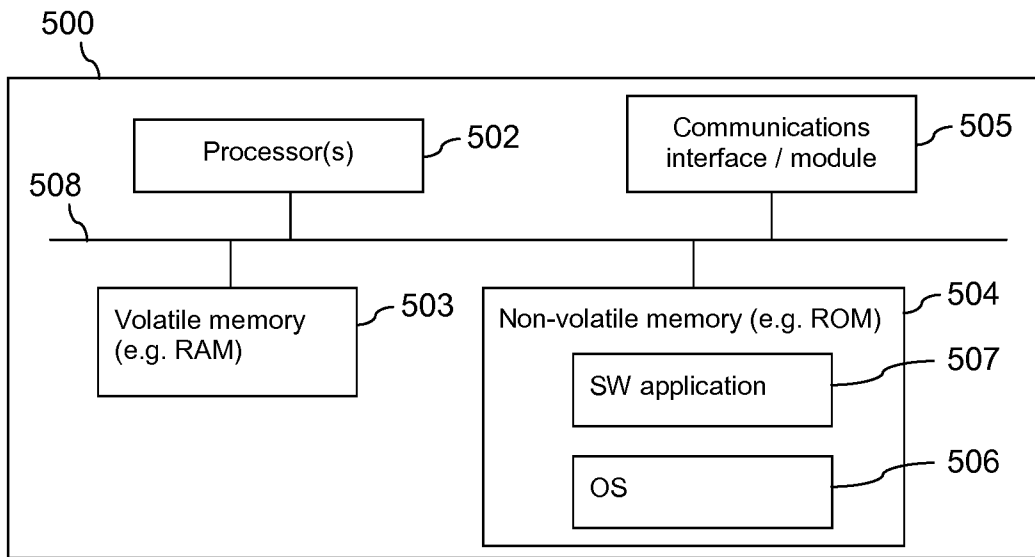 500
Processor(s)
502
Communications
interface / module
505
508
Volatile memory
(e.g. RAM)
503
Non-volatile memory (e.g. ROM)
504
SW application
507
OS
506